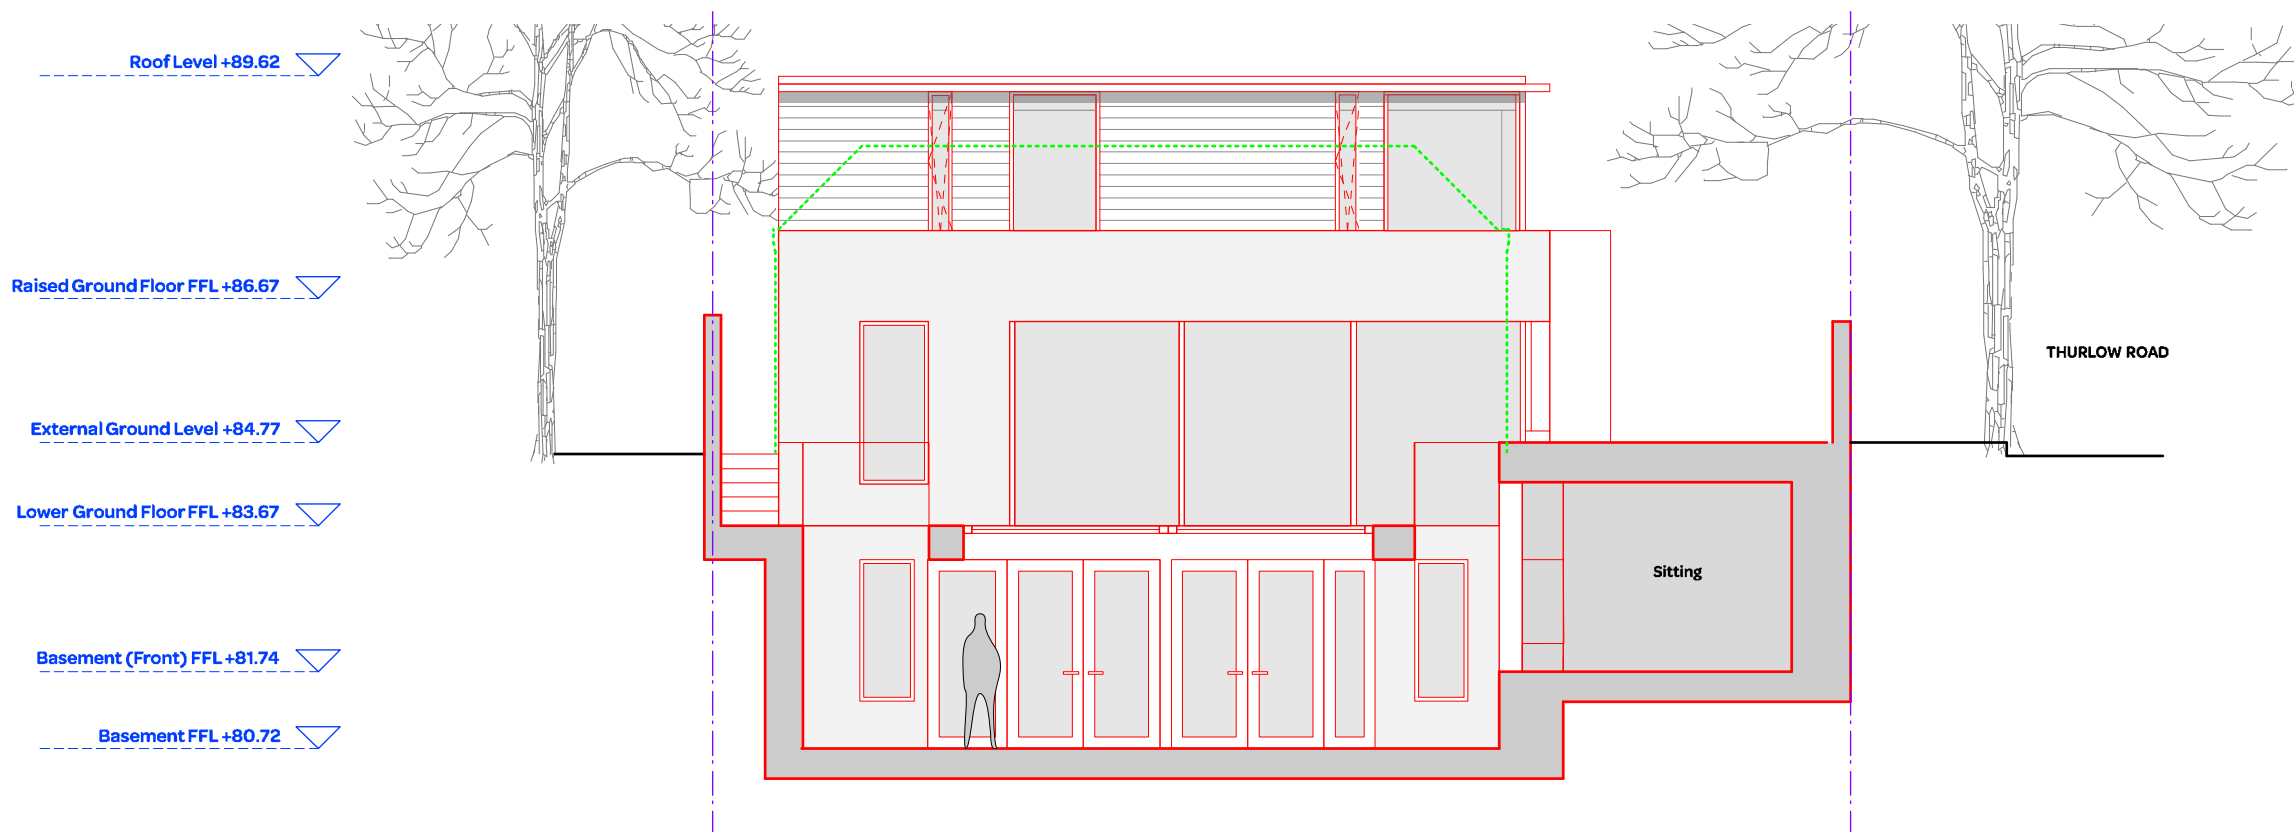 Roof Level +89.62
Raised Ground Floor FFL +86.67
THURLOW ROAD
External Ground Level +84.77
Lower Ground Floor FFL +83.67
Sitting
Basement (Front) FFL +81.74
Basement FFL +80.72